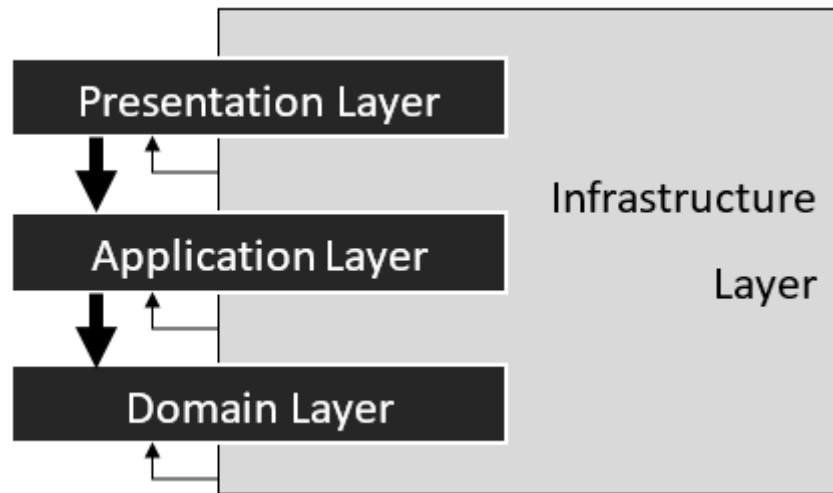 Presentation Layer
Application Layer
Domain Layer
Infrastructure
Layer